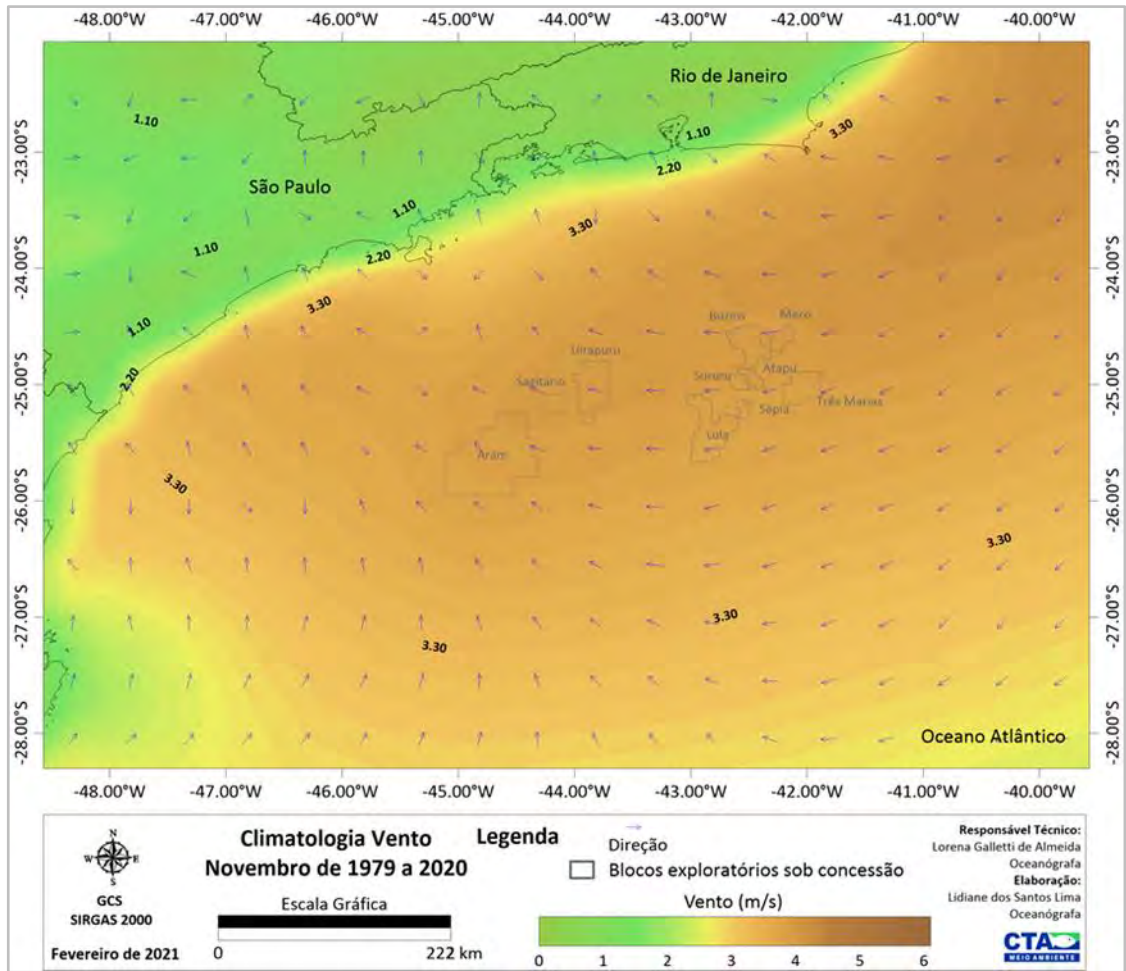 -48.00°W -47.00°W -46.00°W -45.00°W -44.00°W -43.00°W -42.00°W -41.00°W -40.00°W
Rio de Janeiro
1.10
-23.00°S 1.10 3.30 -23.00°S
2.20
São Paulo
1.10
3.30
-24.00°S 1.10 2.20 -24.00°S
3.30
1.10 Búzios Mero
Uirapuru
-25.00°S 2.20 Sagitário Sururu Atapu -25.00°S
Sépia Três Marias
Aram Lula
3.30
-26.00°S -26.00°S
3.30
-27.00°S 3.30 3.30 -27.00°S
-28.00°S Oceano Atlântico -28.00°S
-48.00°W -47.00°W -46.00°W -45.00°W -44.00°W -43.00°W -42.00°W -41.00°W -40.00°W
N
W E
S
GCS
SIRGAS 2000
Fevereiro de 2021
Climatologia Vento
Novembro de 1979 a 2020
Escala Gráfica
0 222 km
Legenda
Direção
Blocos exploratórios sob concessão
Vento (m/s)
0 1 2 3 4 5 6
Responsável Técnico:
Lorena Galletti de Almeida
Oceanógrafa
Elaboração:
Lidiane dos Santos Lima
Oceanógrafa
CTA
MEIO AMBIENTE